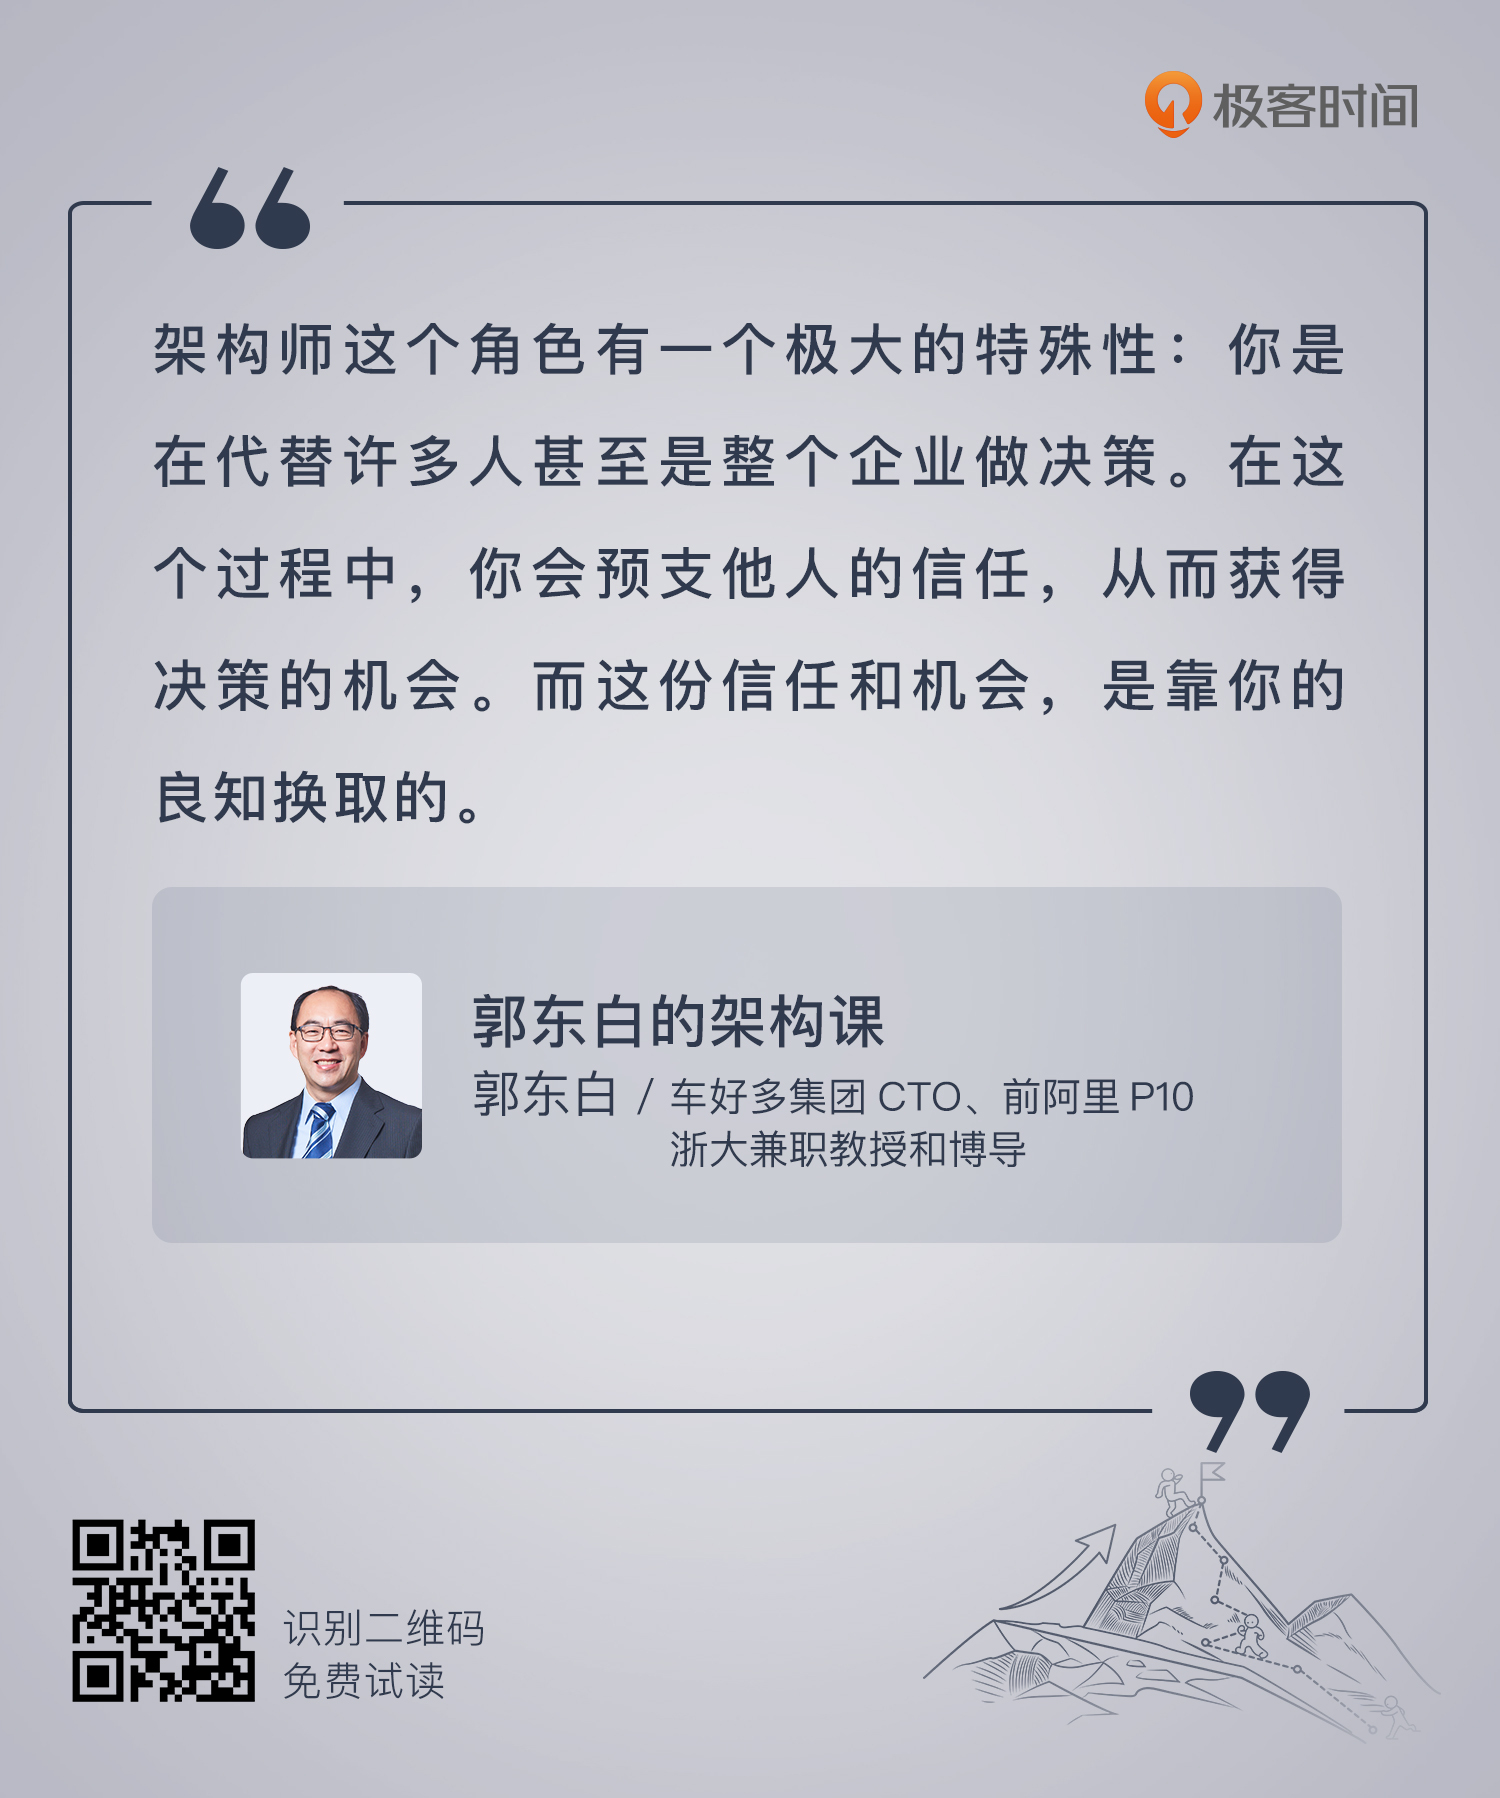 极客时间
架构师这个角色有一个极大的特殊性：你是
在代替许多人甚至是整个企业做决策。在这
个过程中，你会预支他人的信任，从而获得
决策的机会。而这份信任和机会，是靠你的
良知换取的。
郭东白的架构课
郭东白 / 车好多集团 CTO、前阿里 P10
浙大兼职教授和博导
识别二维码
免费试读